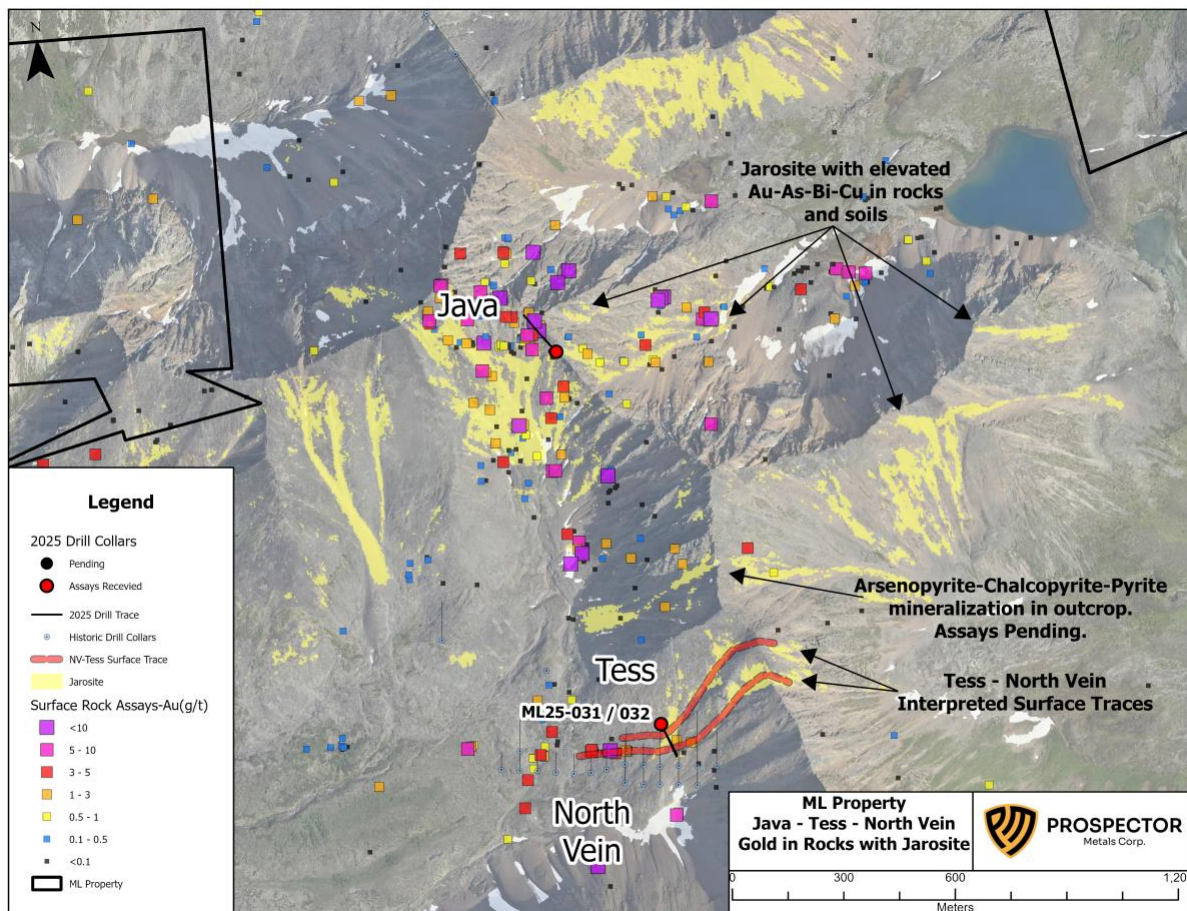 N
Jarosite with elevated
Au-As-Bi-Cu in rocks
and soils
Java
Arsenopyrite-Chalcopyrite-Pyrite
mineralization in outcrop.
Assays Pending.
Tess
ML25-031 / 032
Tess - North Vein
Interpreted Surface Traces
North
Vein
Legend
2025 Drill Collars
Pending
Assays Recevied
2025 Drill Trace
Historic Drill Collars
NV-Tess Surface Trace
Jarosite
Surface Rock Assays-Au(g/t)
<10
5 - 10
3 - 5
1 - 3
0.5 - 1
0.1 - 0.5
<0.1
ML Property
ML Property
Java - Tess - North Vein
Gold in Rocks with Jarosite
PROSPECTOR
Metals Corp.
0 300 600 1,20
Meters